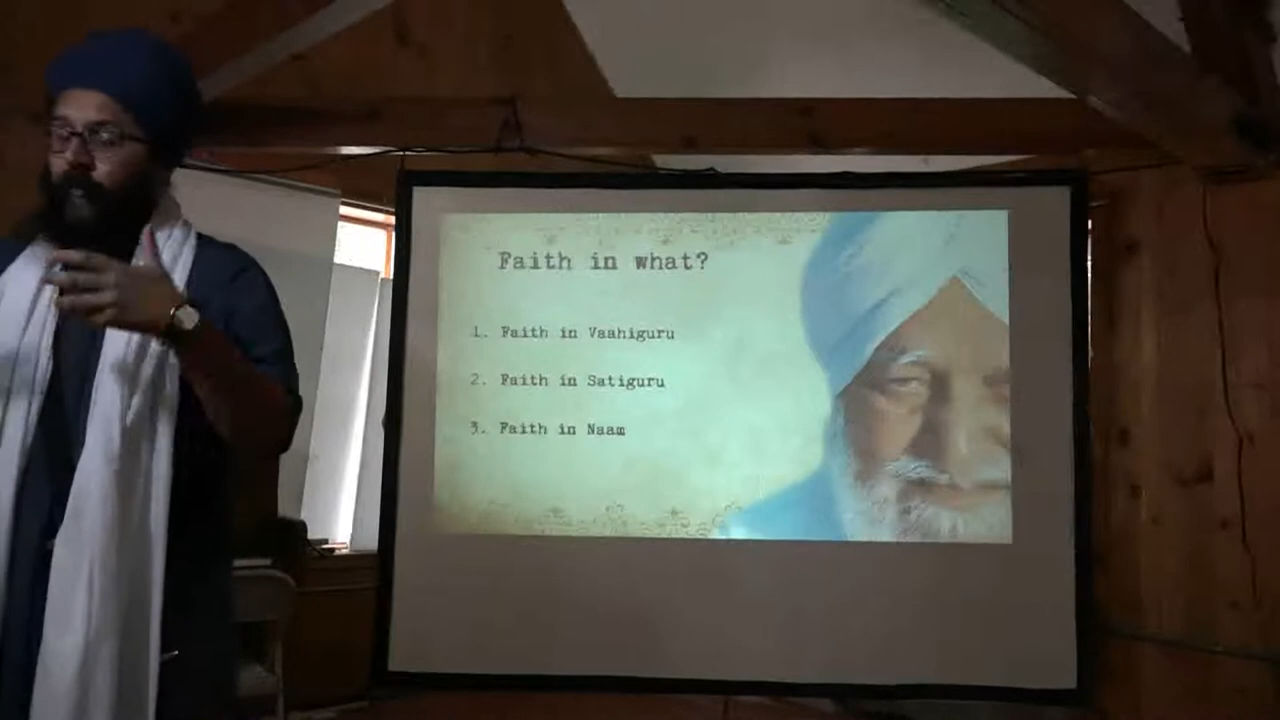 Faith in what?
1. Faith in Vaahiguru
2. Faith in Satiguru
3. Faith in Naam